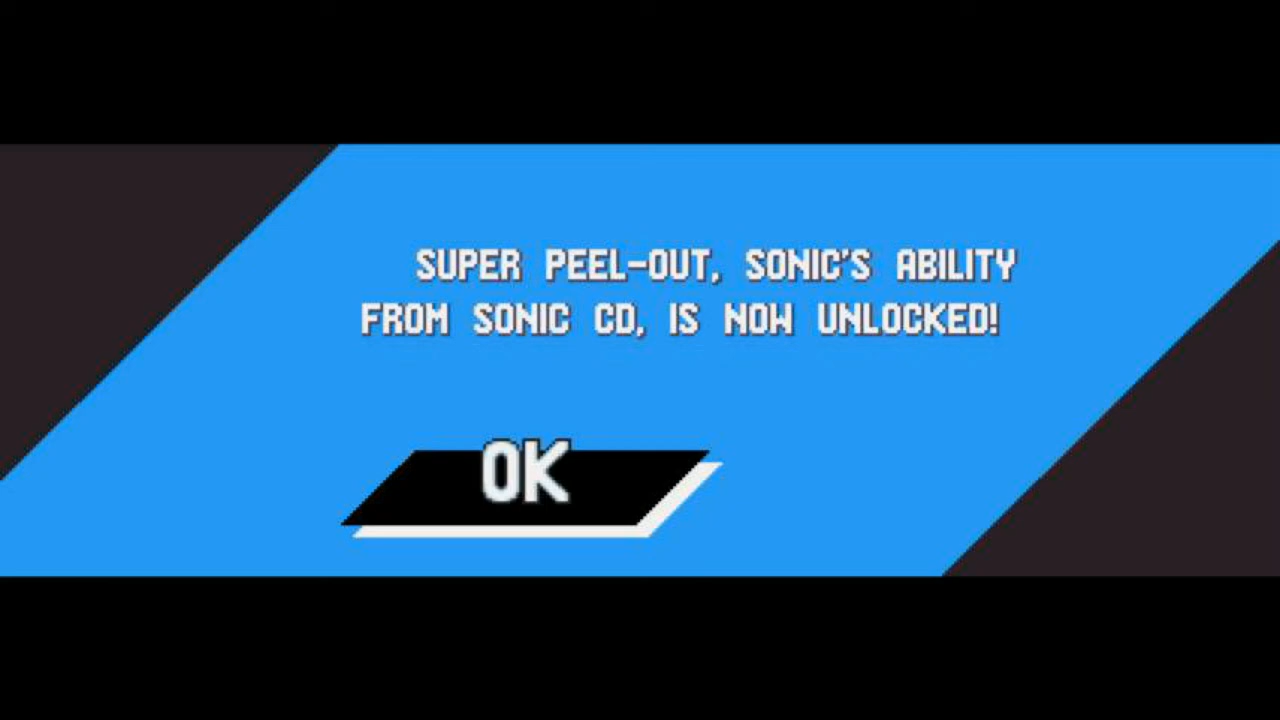 SUPER PEEL-OUT, SONIC'S ABILITY
FROM SONIC CD, IS NOW UNLOCKED!
OK